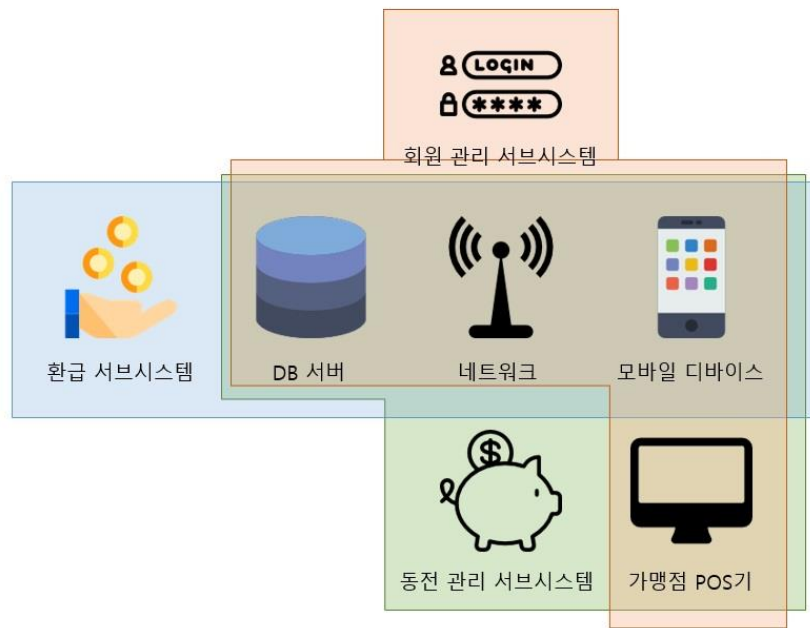 LOGIN
****
회원 관리 서브시스템
환급 서브시스템
DB 서버
네트워크
모바일 디바이스
$
동전 관리 서브시스템
가맹점 POS기